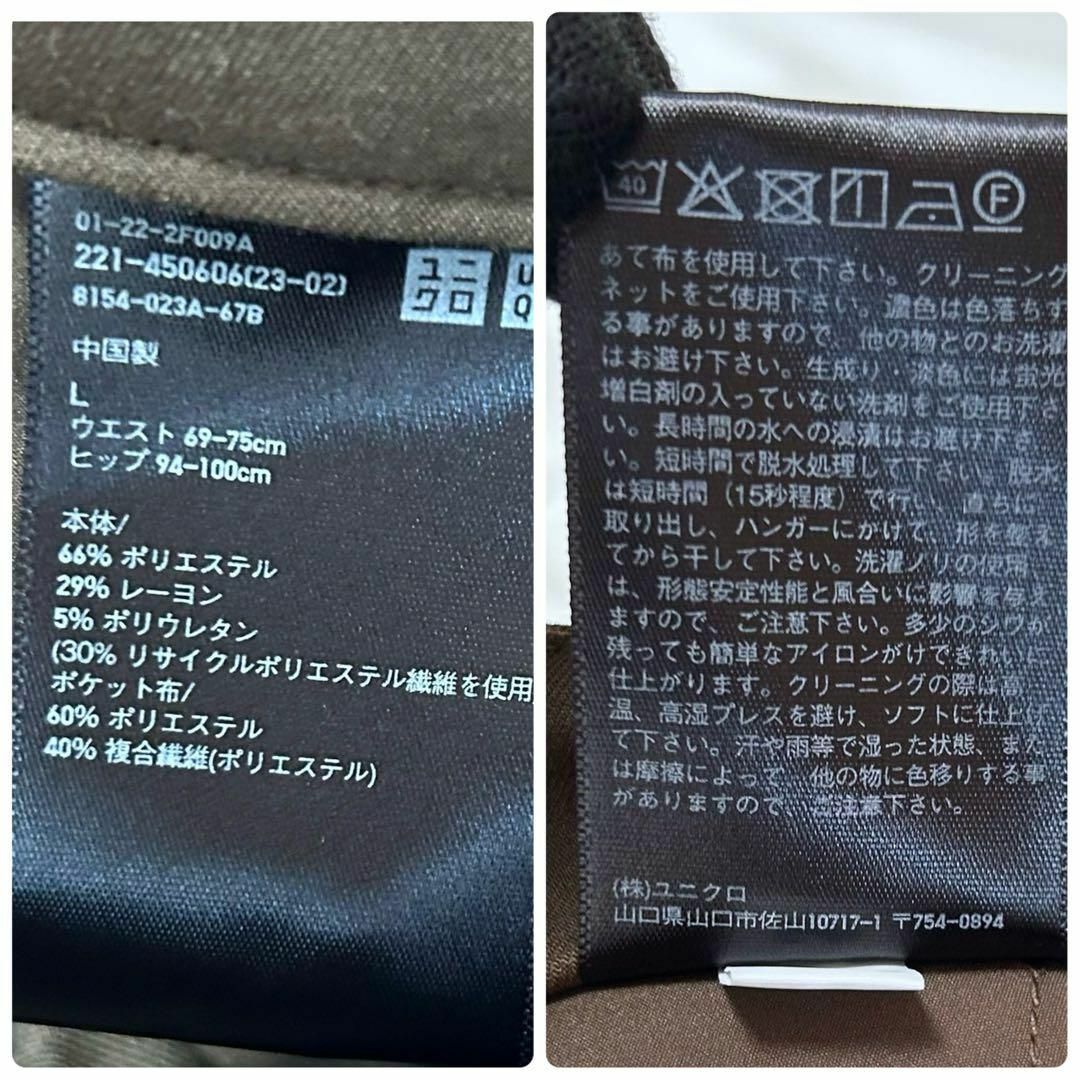 01-22-2F009A
221-450606(23-02)
8154-023A-67B
ユニ
クロ
U
Q
中国製
L
ウエスト 69-75cm
ヒップ 94-100cm
本体/
66% ポリエステル
29% レーヨン
5% ポリウレタン
(30% リサイクルポリエステル繊維を使用
ポケット布/
60% ポリエステル
40% 複合繊維(ポリエステル)
40
F
あて布を使用して下さい。クリーニング
ネットをご使用下さい。濃色は色落ちす
る事がありますので、他の物とのお洗濯
はお避け下さい。生成り、淡色には蛍光
増白剤の入っていない洗剤をご使用下さ
い。長時間の水への浸漬はお避け下さ
い。短時間で脱水処理して下さい。脱水
は短時間（15秒程度）で行い、直ちに
取り出し、ハンガーにかけて、形を整え
てから干して下さい。洗濯ノリの使用
は、形態安定性能と風合いに影響を与え
ますので、ご注意下さい。多少のシワが
残っても簡単なアイロンがけできれいに
仕上がります。クリーニングの際は高
温、高湿プレスを避け、ソフトに仕上げ
て下さい。汗や雨等で湿った状態、また
は摩擦によって、他の物に色移りする事
がありますので、ご注意下さい。
(株)ユニクロ
山口県山口市佐山10717-1 〒754-0894